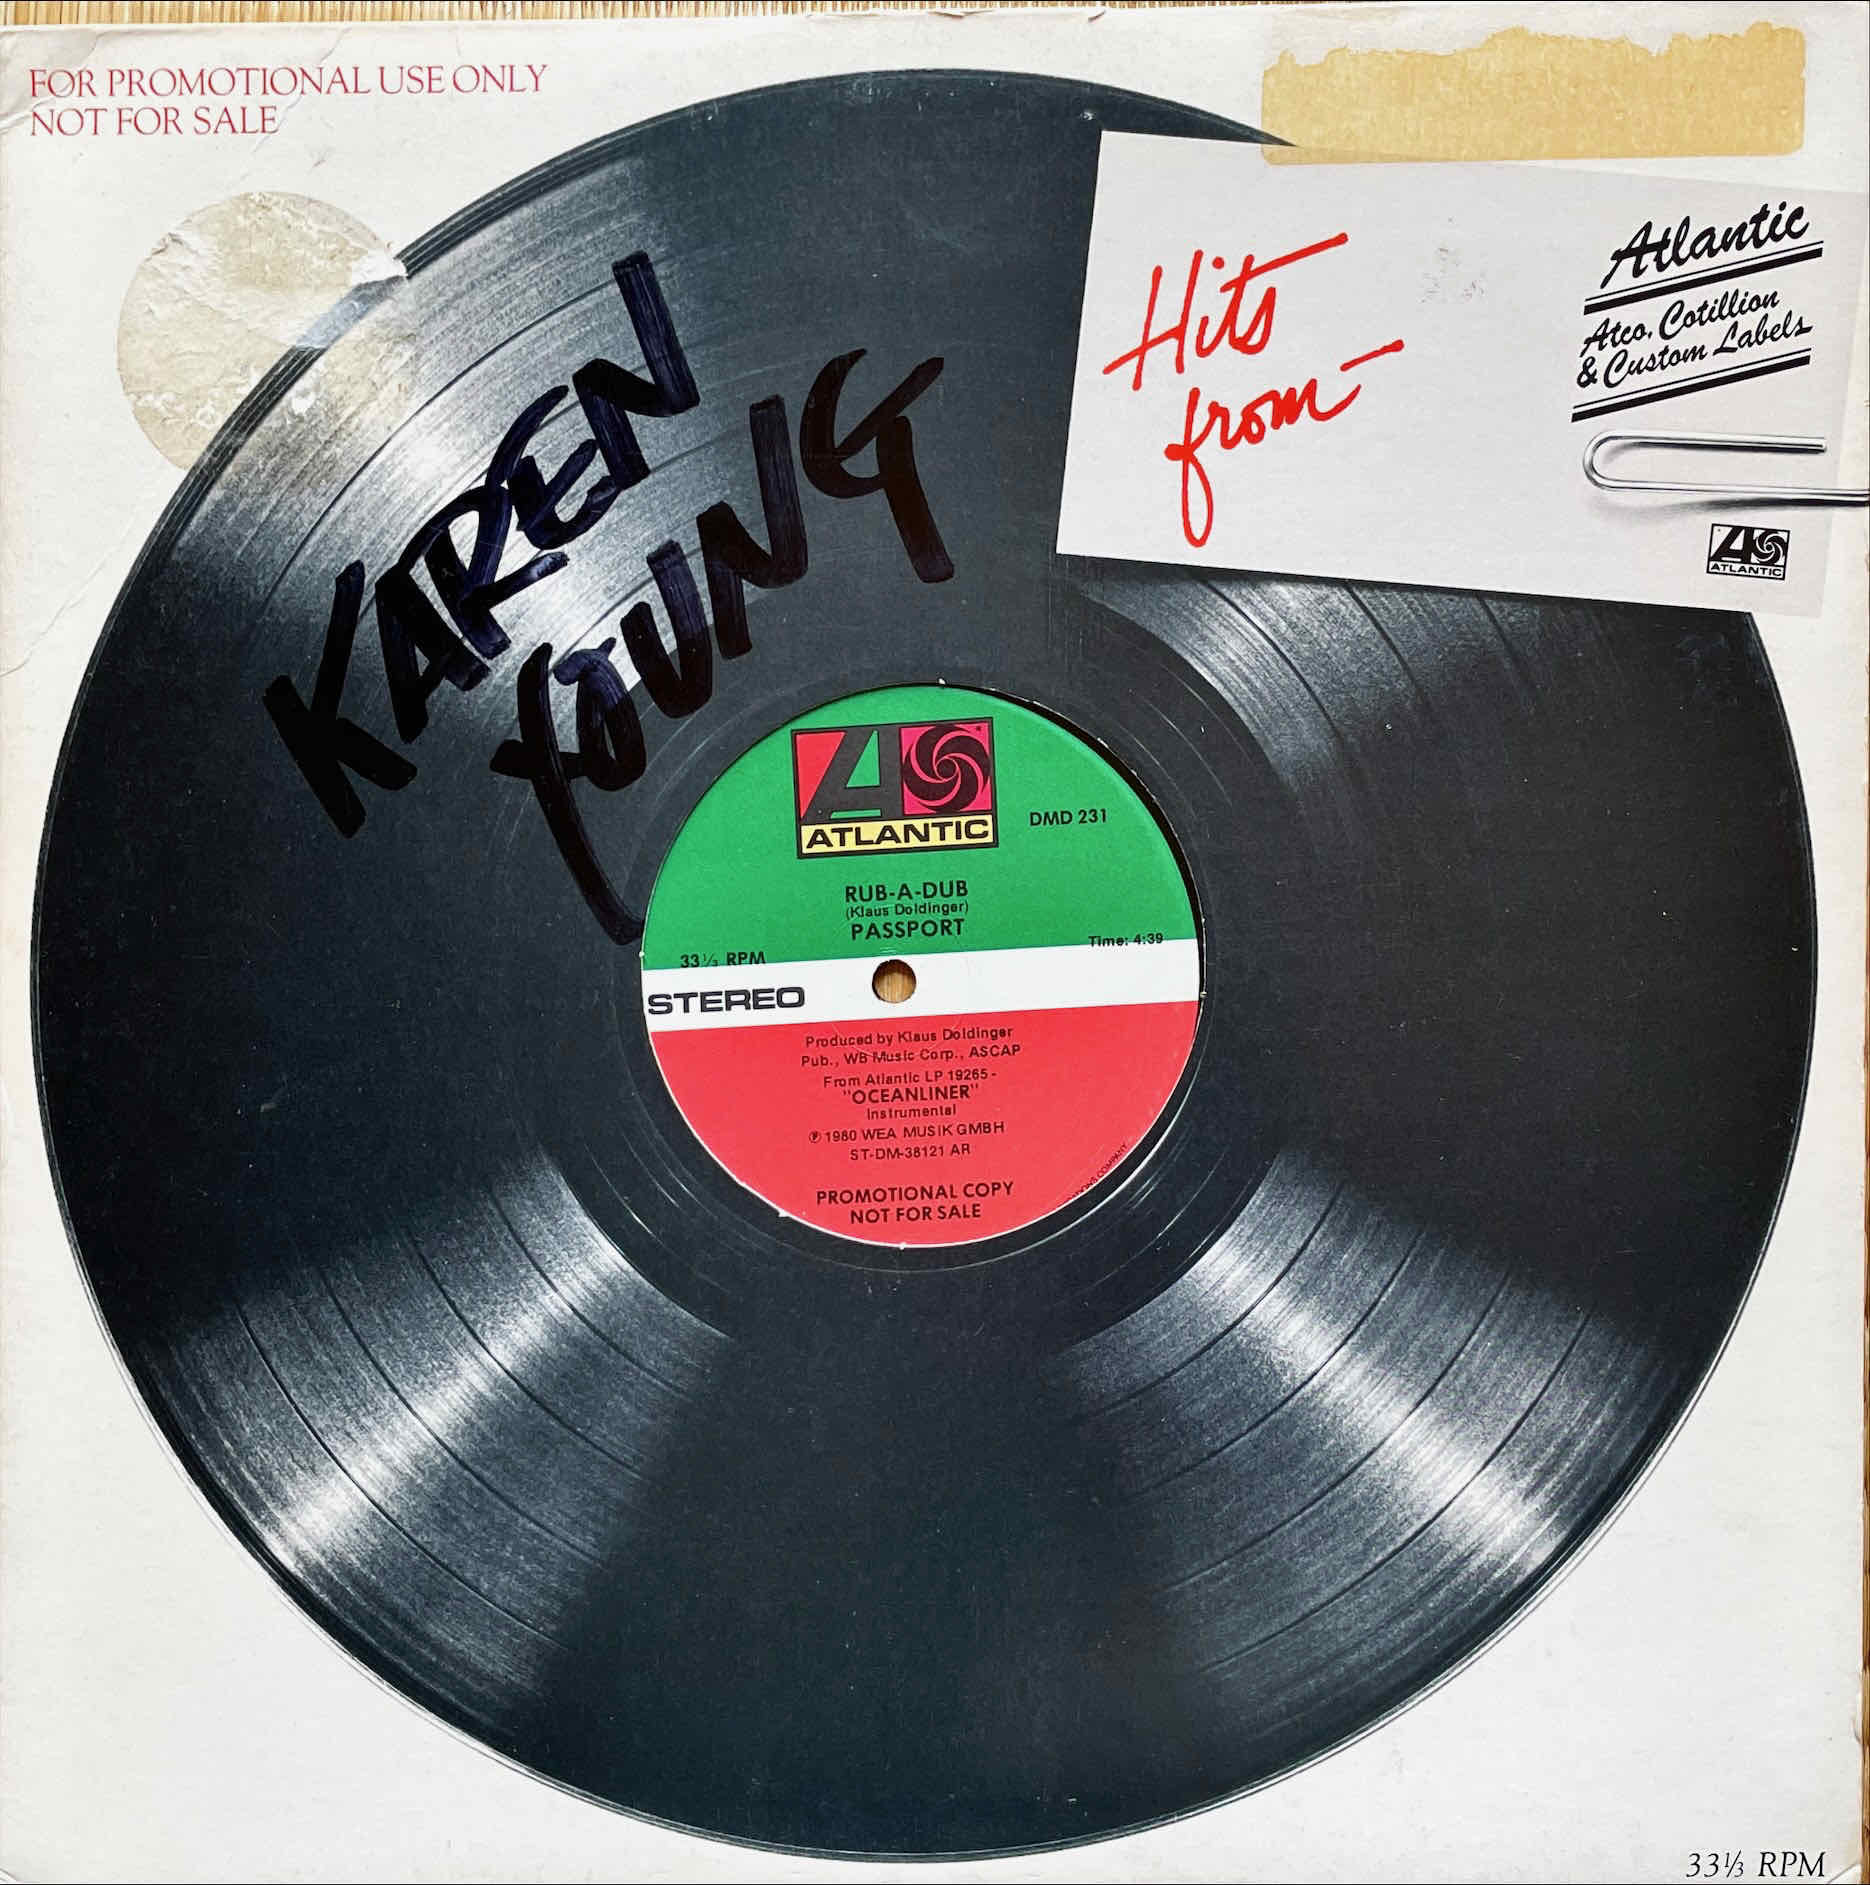 FOR PROMOTIONAL USE ONLY
NOT FOR SALE
KAREN
YOUNG
Hits
from-
Atlantic
Atco, Cotillion
& Custom Labels
ATLANTIC
ATLANTIC
DMD 231
RUB-A-DUB
(Klaus Doldinger)
PASSPORT
33⅓ RPM
Time: 4:39
STEREO
Produced by Klaus Doldinger
Pub., WB Music Corp., ASCAP
From Atlantic LP 19265 -
"OCEANLINER"
Instrumental
℗ 1980 WEA MUSIK GMBH
ST-DM-38121 AR
PROMOTIONAL COPY
NOT FOR SALE
COMPANY
33⅓ RPM